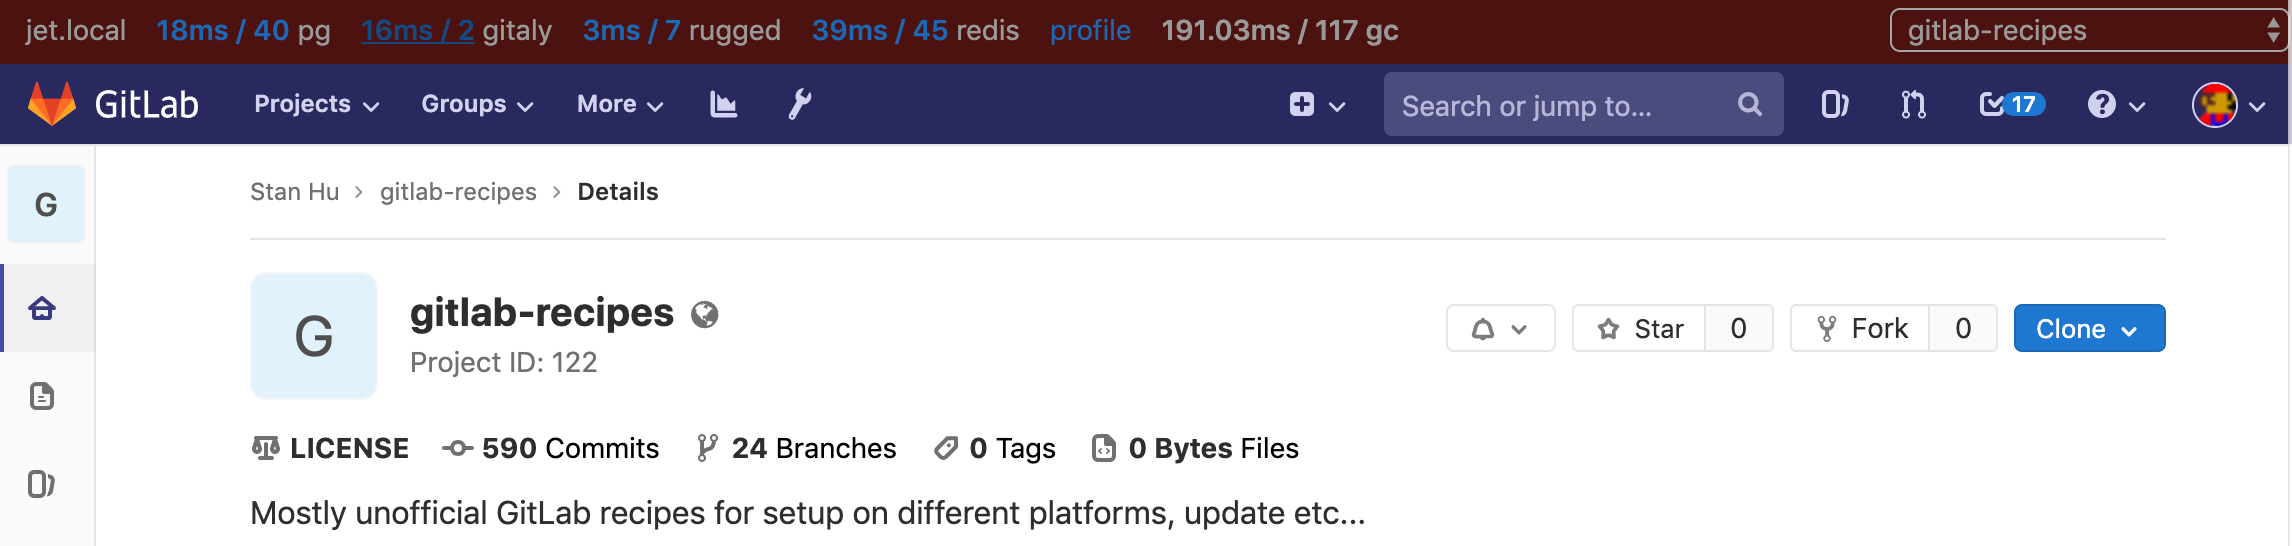 jet.local 18ms / 40 pg 16ms / 2 gitaly 3ms / 7 rugged 39ms / 45 redis profile 191.03ms / 117 gc gitlab-recipes
GitLab Projects Groups More Search or jump to... 17
G Stan Hu > gitlab-recipes > Details
G
gitlab-recipes
Project ID: 122
Star 0 Fork 0 Clone
LICENSE 590 Commits 24 Branches 0 Tags 0 Bytes Files
Mostly unofficial GitLab recipes for setup on different platforms, update etc...